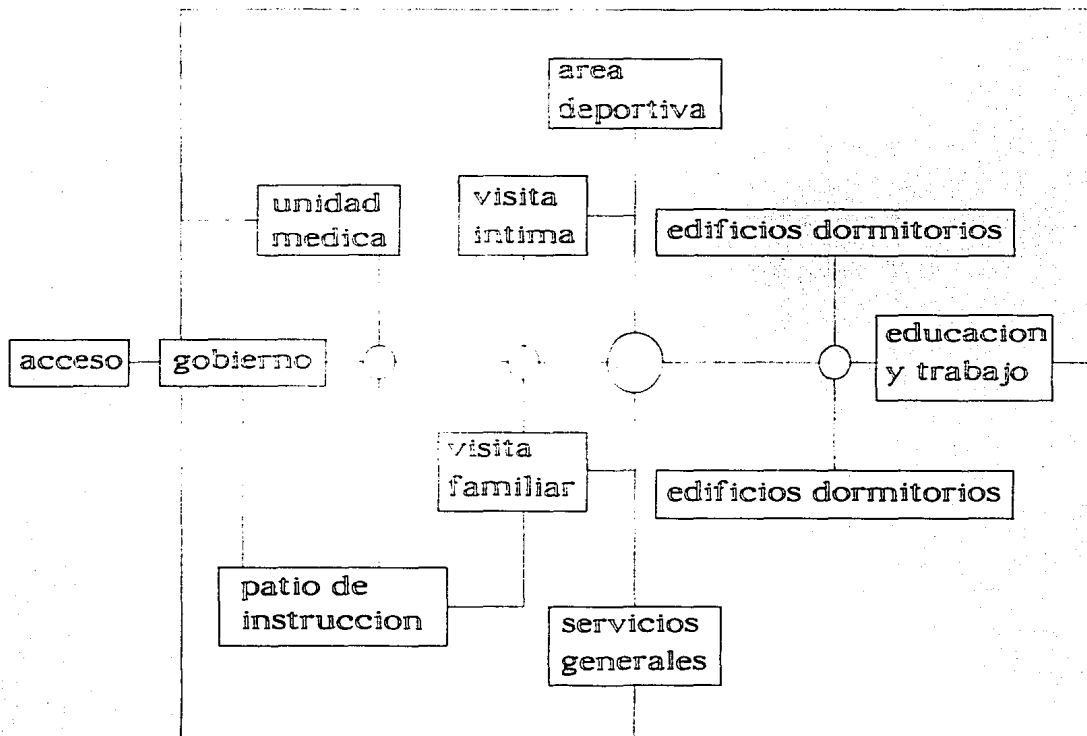 area
deportiva
unidad
medica
visita
intima
edificios dormitorios
acceso
gobierno
educacion
y trabajo
visita
familiar
edificios dormitorios
patio de
instruccion
servicios
generales